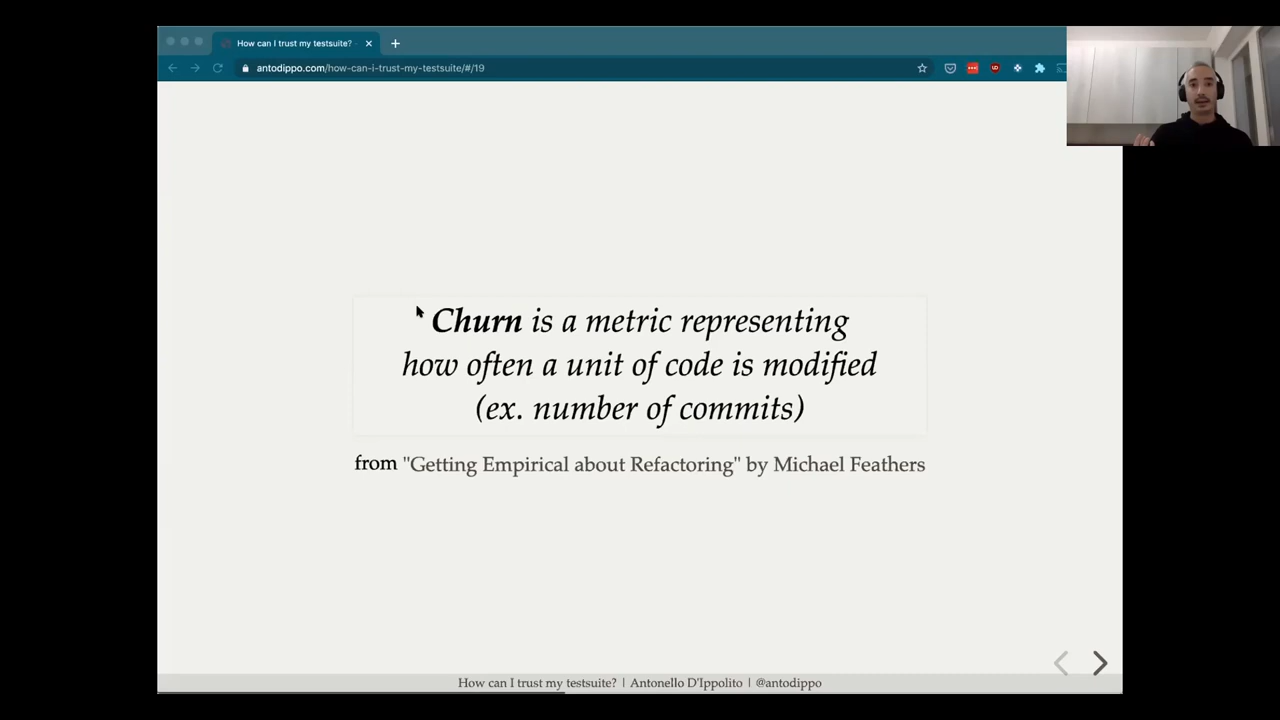 How can I trust my testsuite?
antodippo.com/how-can-i-trust-my-testsuite/#/19
Churn is a metric representing
how often a unit of code is modified
(ex. number of commits)
from "Getting Empirical about Refactoring" by Michael Feathers
How can I trust my testsuite? | Antonello D'Ippolito | @antodippo